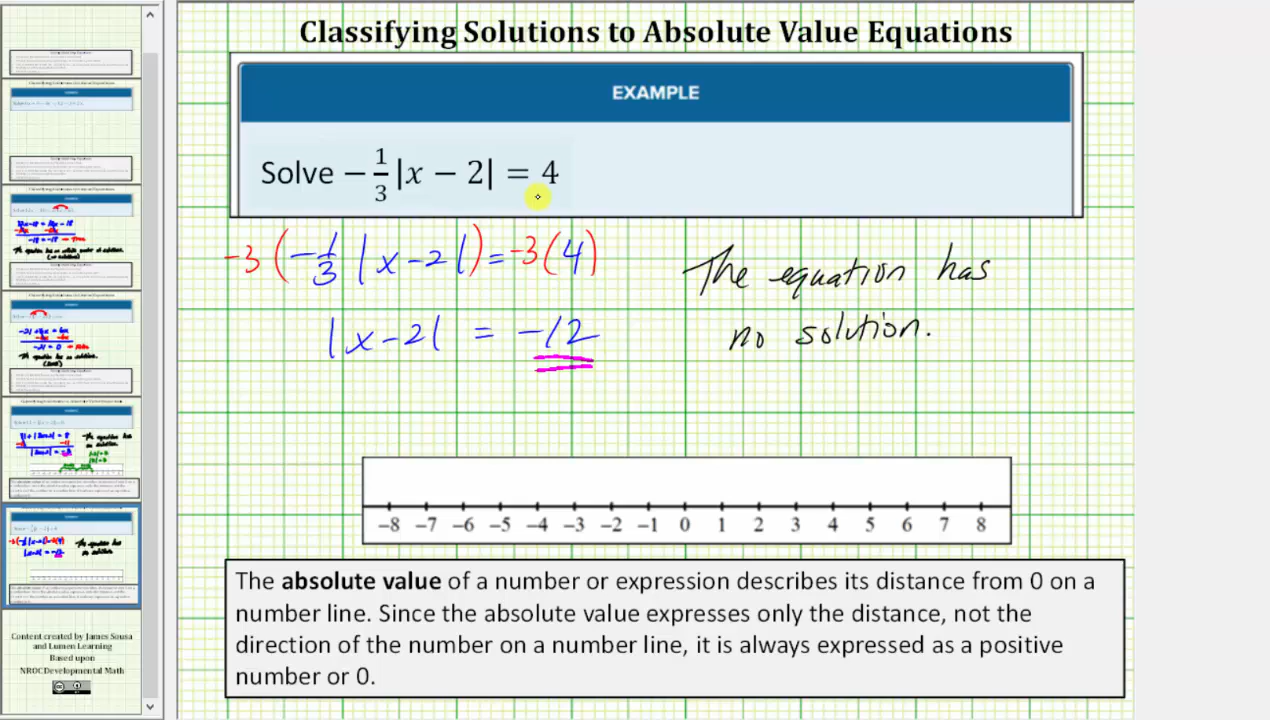 Classifying Solutions to Absolute Value Equations
EXAMPLE
Solve −1/3|x − 2| = 4
-3(-1/3|x-2|) = -3(4)
|x-2| = -12
The equation has
no solution.
−8 −7 −6 −5 −4 −3 −2 −1 0 1 2 3 4 5 6 7 8
The absolute value of a number or expression describes its distance from 0 on a
number line. Since the absolute value expresses only the distance, not the
direction of the number on a number line, it is always expressed as a positive
number or 0.
Content created by James Sousa
and Lumen Learning
Based upon
NROCDevelopmental Math